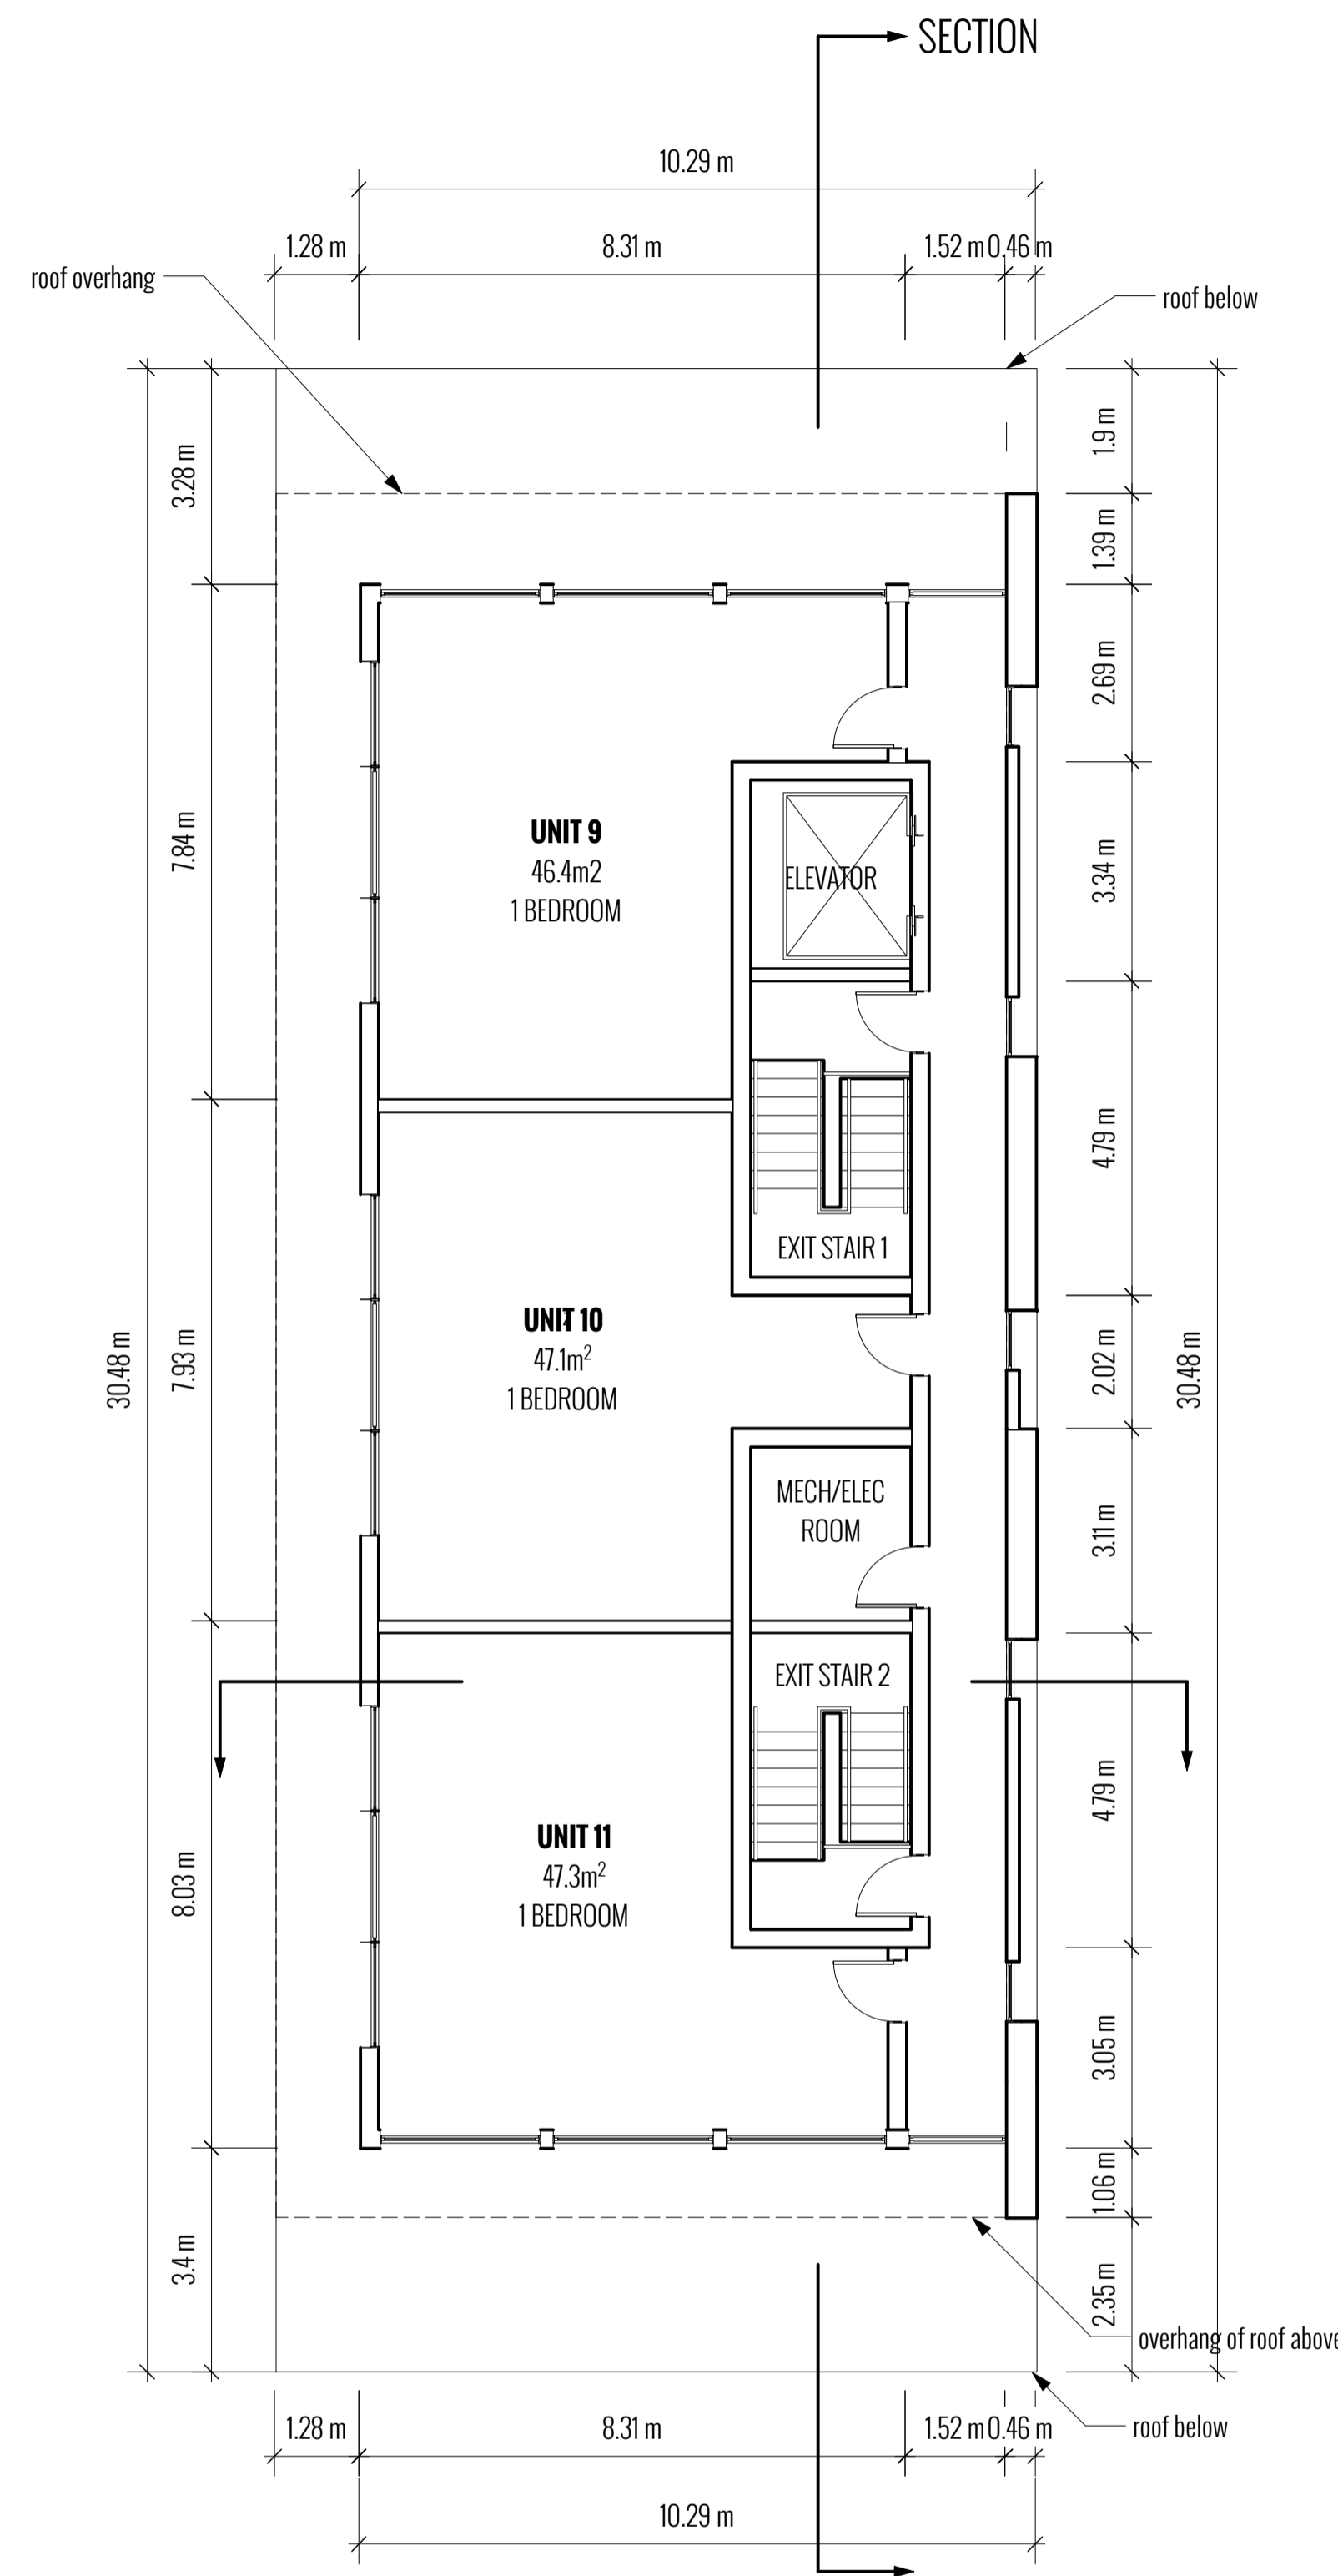 SECTION
10.29 m
1.28 m
8.31 m
1.52 m
0.46 m
roof overhang
roof below
3.28 m
1.9 m
1.39 m
2.69 m
7.84 m
UNIT 9
46.4m2
1 BEDROOM
ELEVATOR
3.34 m
4.79 m
EXIT STAIR 1
30.48 m
7.93 m
UNIT 10
47.1m²
1 BEDROOM
2.02 m
30.48 m
MECH/ELEC
ROOM
3.11 m
EXIT STAIR 2
4.79 m
8.03 m
UNIT 11
47.3m²
1 BEDROOM
3.05 m
1.06 m
3.4 m
2.35 m
overhang of roof above
roof below
1.28 m
8.31 m
1.52 m
0.46 m
10.29 m